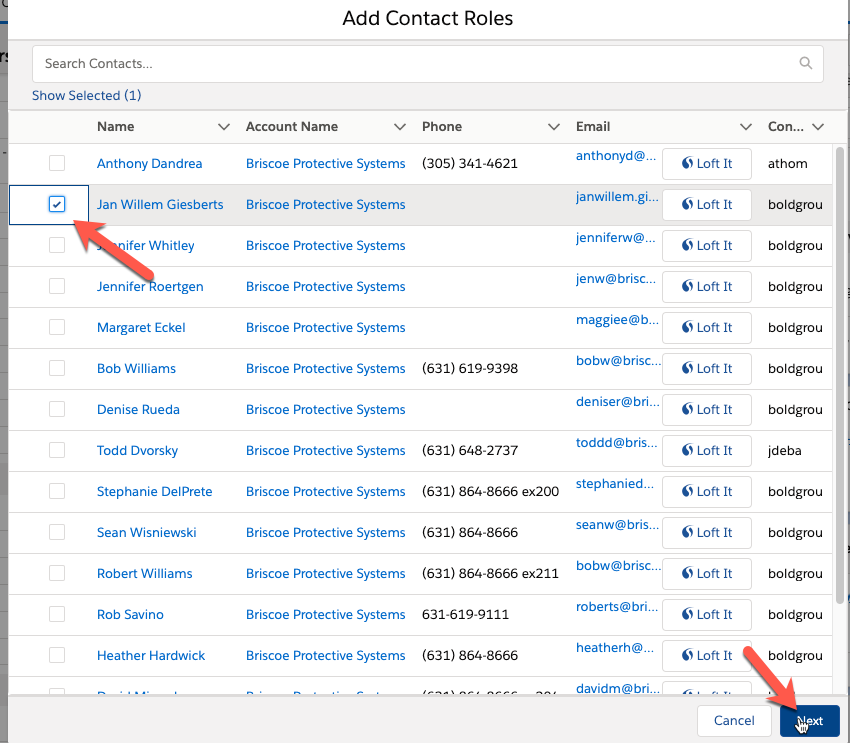 Add Contact Roles
Search Contacts...
Show Selected (1)
Name Account Name Phone Email Con...
Anthony Dandrea Briscoe Protective Systems (305) 341-4621 anthonyd@... Loft It athom
Jan Willem Giesberts Briscoe Protective Systems janwillem.gi... Loft It boldgrou
Jennifer Whitley Briscoe Protective Systems jenniferw@... Loft It boldgrou
Jennifer Roertgen Briscoe Protective Systems jenw@brisc... Loft It boldgrou
Margaret Eckel Briscoe Protective Systems maggiee@b... Loft It boldgrou
Bob Williams Briscoe Protective Systems (631) 619-9398 bobw@brisc... Loft It boldgrou
Denise Rueda Briscoe Protective Systems deniser@bri... Loft It boldgrou
Todd Dvorsky Briscoe Protective Systems (631) 648-2737 toddd@bris... Loft It jdeba
Stephanie DelPrete Briscoe Protective Systems (631) 864-8666 ex200 stephanied... Loft It boldgrou
Sean Wisniewski Briscoe Protective Systems (631) 864-8666 seanw@bris... Loft It boldgrou
Robert Williams Briscoe Protective Systems (631) 864-8666 ex211 bobw@brisc... Loft It boldgrou
Rob Savino Briscoe Protective Systems 631-619-9111 roberts@bri... Loft It boldgrou
Heather Hardwick Briscoe Protective Systems (631) 864-8666 heatherh@... Loft It boldgrou
David Briscoe Protective Systems (631) 864-8666 davidm@bri... Loft It
Cancel Next